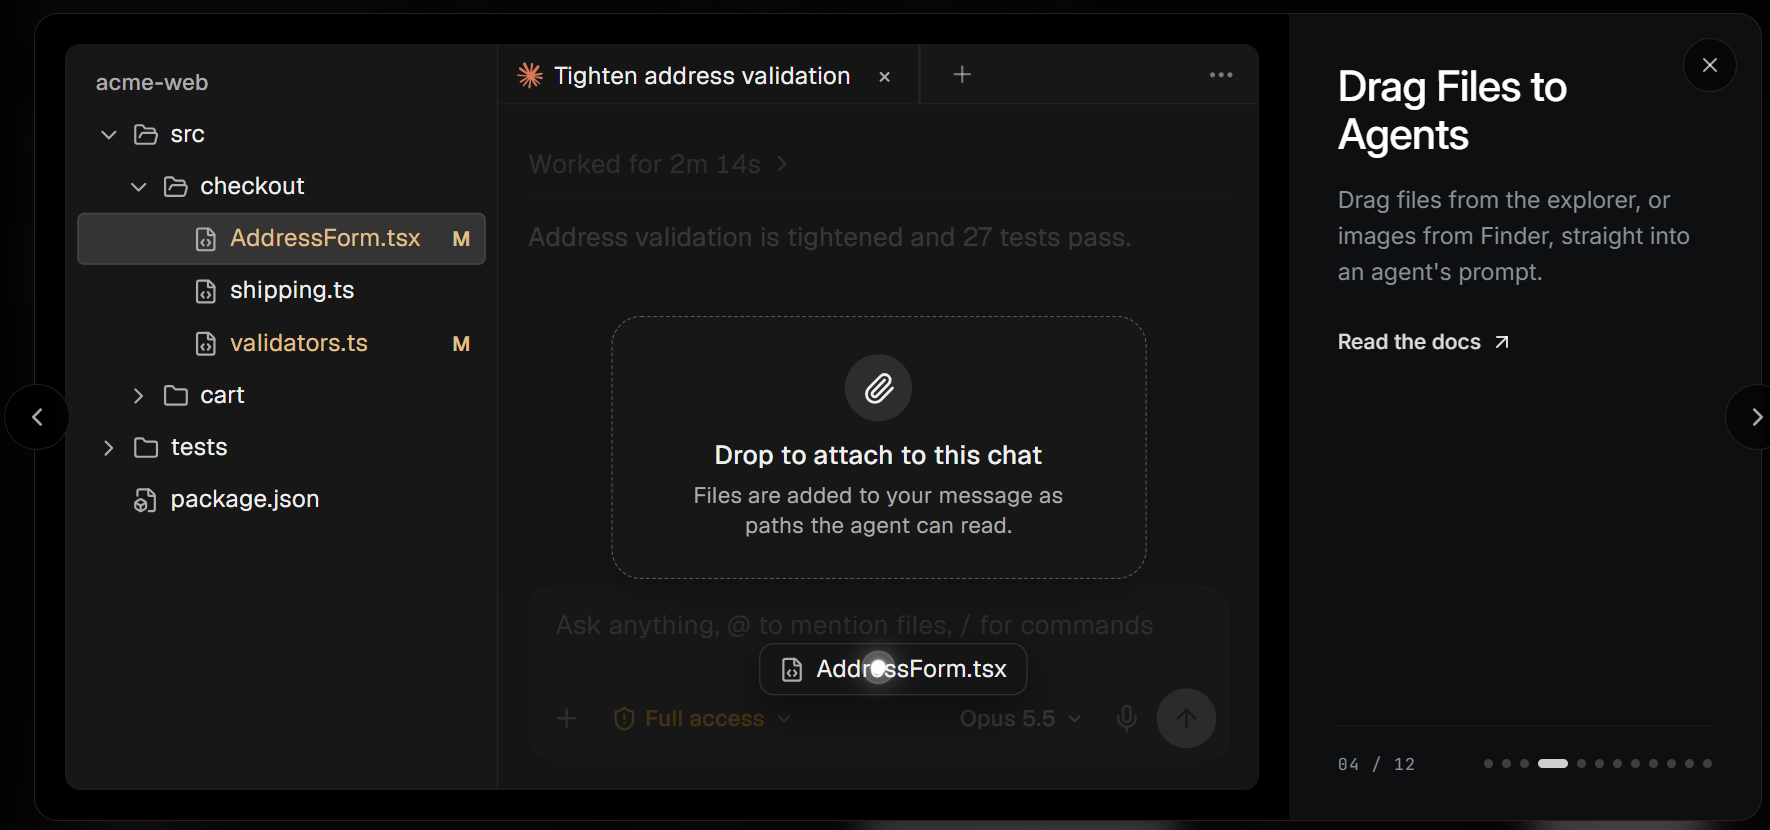 acme-web
src
checkout
AddressForm.tsx M
shipping.ts
validators.ts M
cart
tests
package.json
Tighten address validation
Worked for 2m 14s
Address validation is tightened and 27 tests pass.
Drop to attach to this chat
Files are added to your message as
paths the agent can read.
Ask anything, @ to mention files, / for commands
AddressForm.tsx
Full access
Opus 5.5
Drag Files to
Agents
Drag files from the explorer, or
images from Finder, straight into
an agent's prompt.
Read the docs
04 / 12